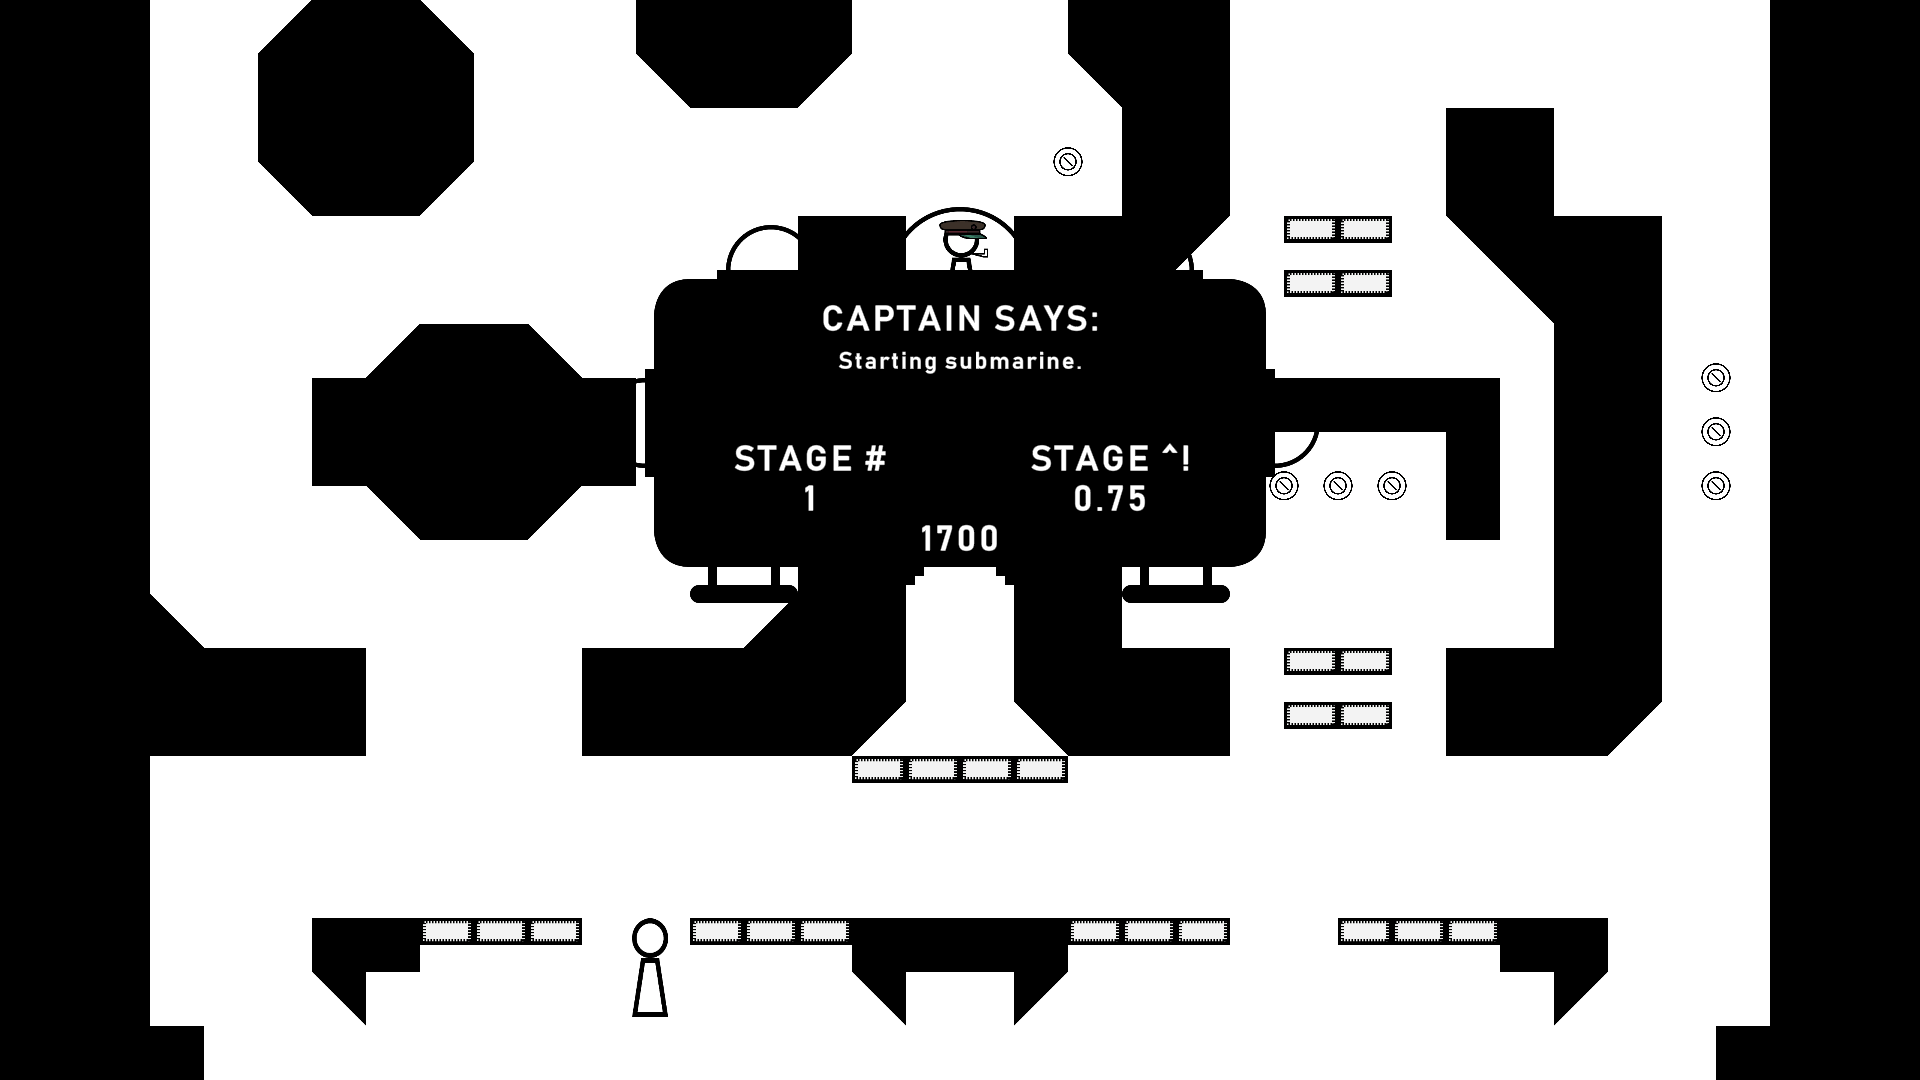 CAPTAIN SAYS:
Starting submarine.
STAGE # STAGE ^!
1 0.75
1700